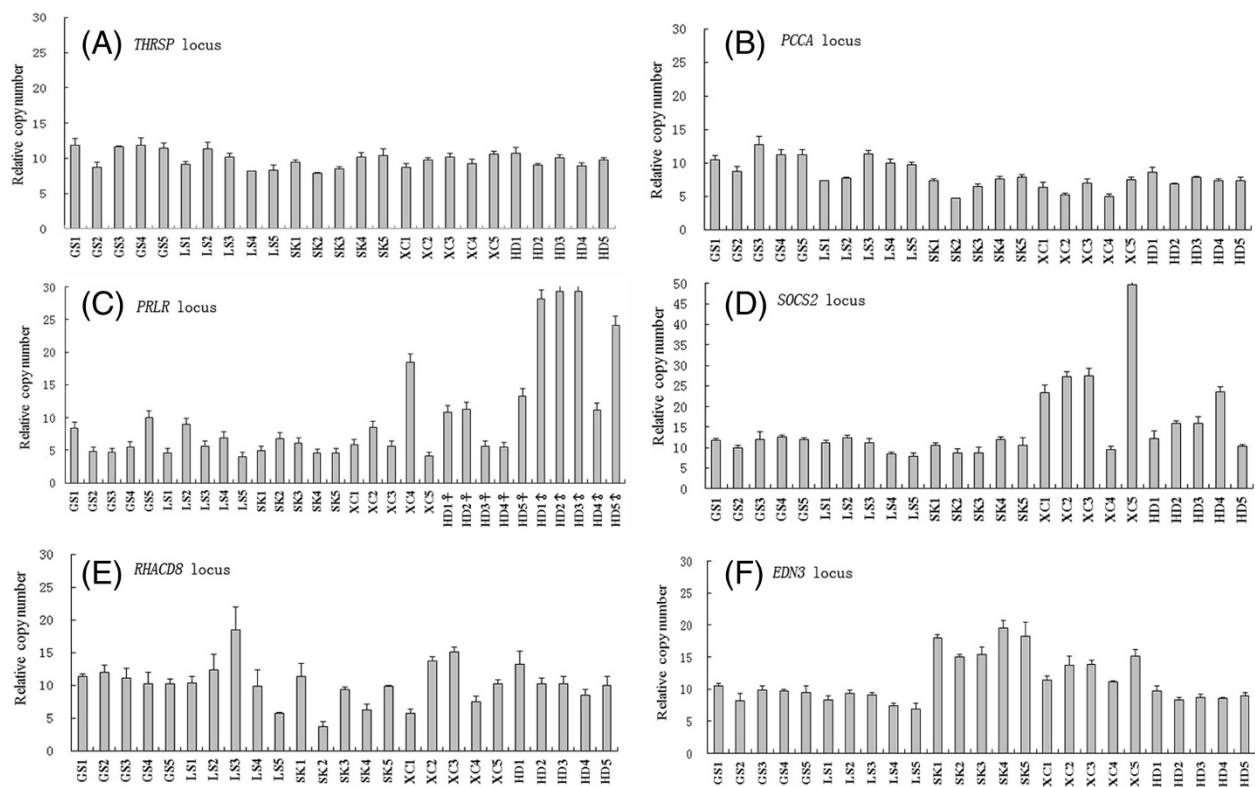 (A) THRSP locus
Relative copy number
30
25
20
15
10
5
0
GS1 GS2 GS3 GS4 GS5 LS1 LS2 LS3 LS4 LS5 SK1 SK2 SK3 SK4 SK5 XC1 XC2 XC3 XC4 XC5 HD1 HD2 HD3 HD4 HD5
(B) PCCA locus
Relative copy number
30
25
20
15
10
5
0
GS1 GS2 GS3 GS4 GS5 LS1 LS2 LS3 LS4 LS5 SK1 SK2 SK3 SK4 SK5 XC1 XC2 XC3 XC4 XC5 HD1 HD2 HD3 HD4 HD5
(C) PRLR locus
Relative copy number
30
25
20
15
10
5
0
GS1 GS2 GS3 GS4 GS5 LS1 LS2 LS3 LS4 LS5 SK1 SK2 SK3 SK4 SK5 XC1 XC2 XC3 XC4 XC5 HD1♀ HD2♀ HD3♀ HD4♀ HD5♀ HD1♂ HD2♂ HD3♂ HD4♂ HD5♂
(D) SOCS2 locus
Relative copy number
50
45
40
35
30
25
20
15
10
5
0
GS1 GS2 GS3 GS4 GS5 LS1 LS2 LS3 LS4 LS5 SK1 SK2 SK3 SK4 SK5 XC1 XC2 XC3 XC4 XC5 HD1 HD2 HD3 HD4 HD5
(E) RHACD8 locus
Relative copy number
30
25
20
15
10
5
0
GS1 GS2 GS3 GS4 GS5 LS1 LS2 LS3 LS4 LS5 SK1 SK2 SK3 SK4 SK5 XC1 XC2 XC3 XC4 XC5 HD1 HD2 HD3 HD4 HD5
(F) EDN3 locus
Relative copy number
30
25
20
15
10
5
0
GS1 GS2 GS3 GS4 GS5 LS1 LS2 LS3 LS4 LS5 SK1 SK2 SK3 SK4 SK5 XC1 XC2 XC3 XC4 XC5 HD1 HD2 HD3 HD4 HD5